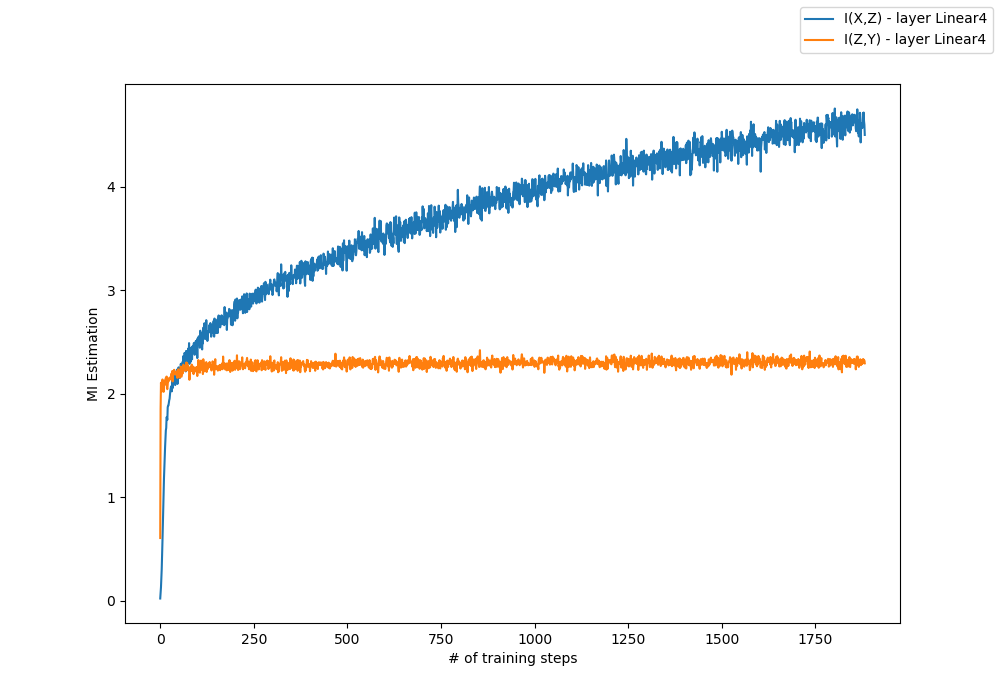 I(X,Z) - layer Linear4
I(Z,Y) - layer Linear4
4
3
2
1
0
MI Estimation
0 250 500 750 1000 1250 1500 1750
# of training steps